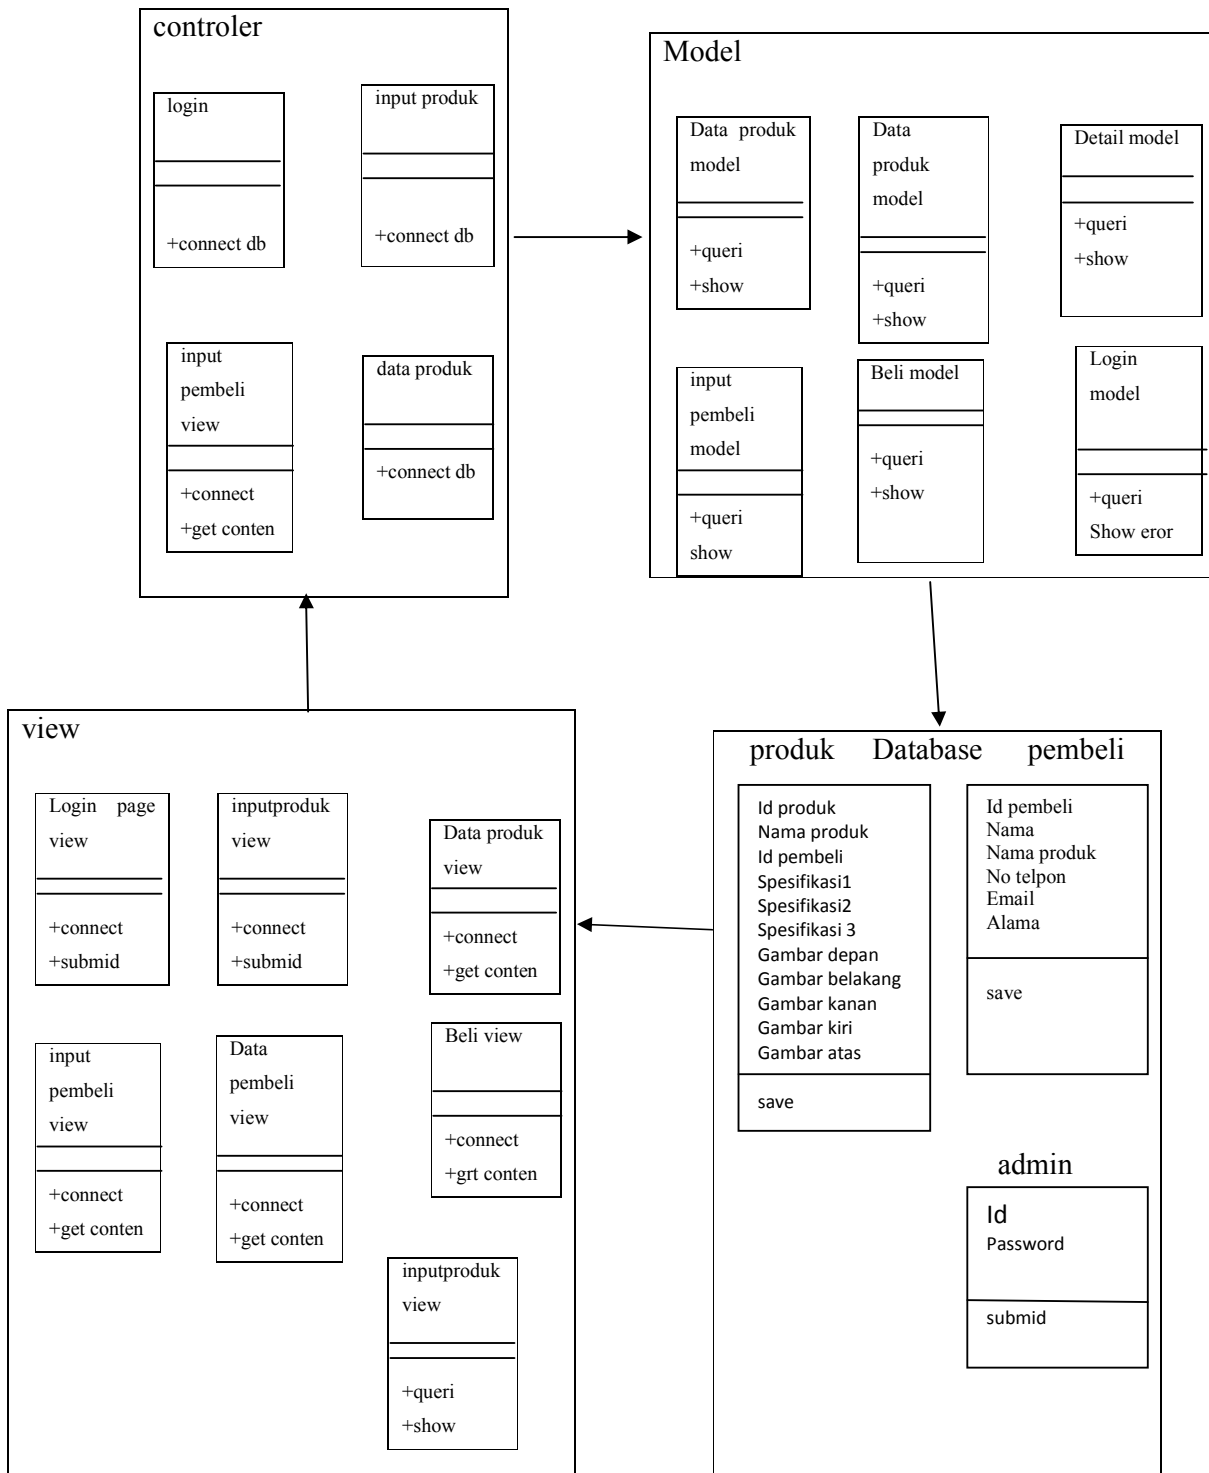 controler
login
+connect db
input produk
+connect db
input
pembeli
view
+connect
+get conten
data produk
+connect db
Model
Data produk
model
+queri
+show
Data
produk
model
+queri
+show
Detail model
+queri
+show
input
pembeli
model
+queri
show
Beli model
+queri
+show
Login
model
+queri
Show eror
view
Login page
view
+connect
+submid
inputproduk
view
+connect
+submid
Data produk
view
+connect
+get conten
input
pembeli
view
+connect
+get conten
Data
pembeli
view
+connect
+get conten
Beli view
+connect
+grt conten
inputproduk
view
+queri
+show
produk Database pembeli
Id produk
Nama produk
Id pembeli
Spesifikasi1
Spesifikasi2
Spesifikasi 3
Gambar depan
Gambar belakang
Gambar kanan
Gambar kiri
Gambar atas
save
Id pembeli
Nama
Nama produk
No telpon
Email
Alama
save
admin
Id
Password
submid